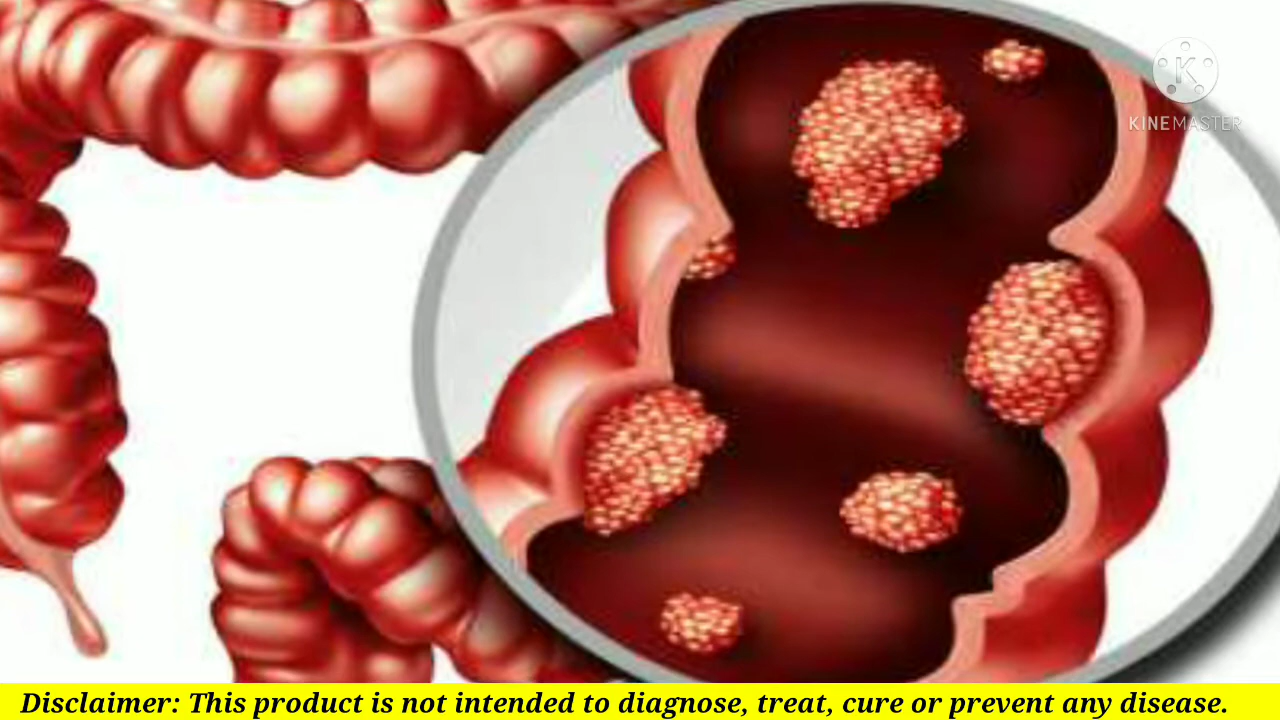 K
KINEMASTER
Disclaimer: This product is not intended to diagnose, treat, cure or prevent any disease.